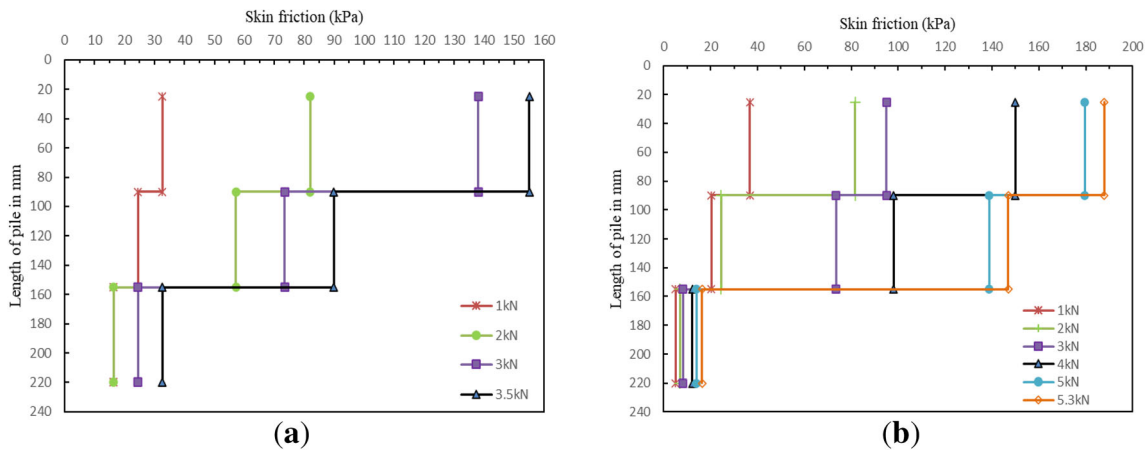 Skin friction (kPa)
0 10 20 30 40 50 60 70 80 90 100 110 120 130 140 150 160
0
20
40
60
80
100
120
140
160
180
200
220
240
Length of pile in mm
1kN
2kN
3kN
3.5kN
(a)
Skin friction (kPa)
0 20 40 60 80 100 120 140 160 180 200
0
20
40
60
80
100
120
140
160
180
200
220
240
Length of pile in mm
1kN
2kN
3kN
4kN
5kN
5.3kN
(b)